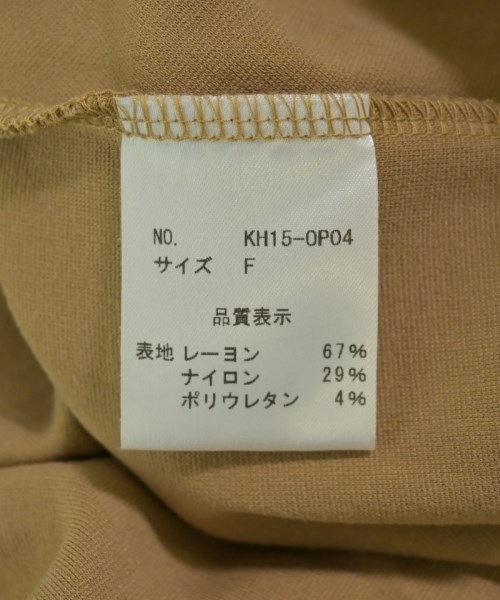 NO. KH15-OP04
サイズ F
品質表示
表地 レーヨン 67%
ナイロン 29%
ポリウレタン 4%